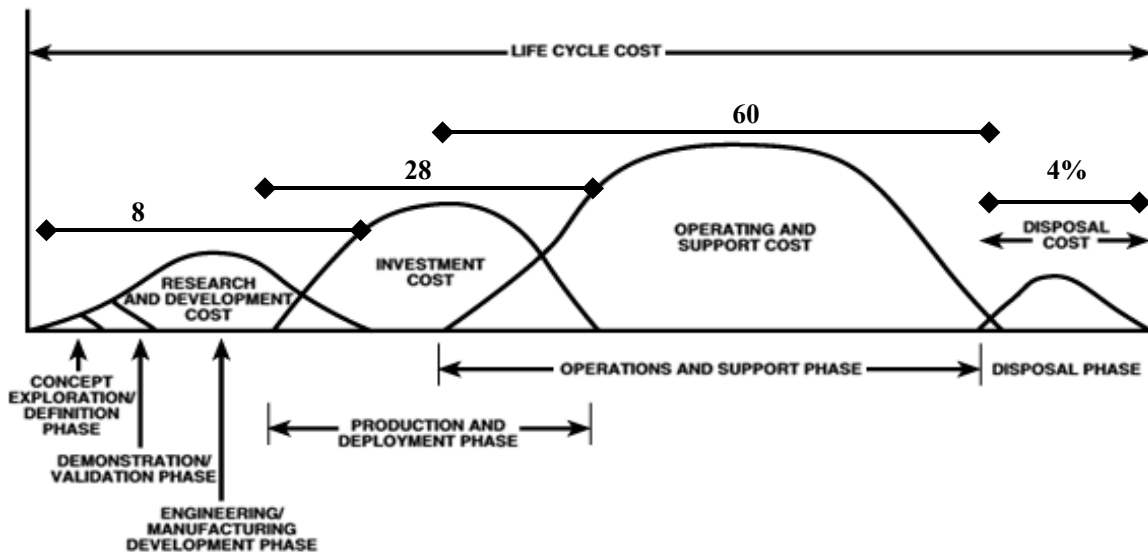 LIFE CYCLE COST
60
28
4%
8
OPERATING AND
SUPPORT COST
DISPOSAL
COST
INVESTMENT
COST
RESEARCH
AND DEVELOPMENT
COST
CONCEPT
EXPLORATION/
DEFINITION
PHASE
OPERATIONS AND SUPPORT PHASE
DISPOSAL PHASE
PRODUCTION AND
DEPLOYMENT PHASE
DEMONSTRATION/
VALIDATION PHASE
ENGINEERING/
MANUFACTURING
DEVELOPMENT PHASE